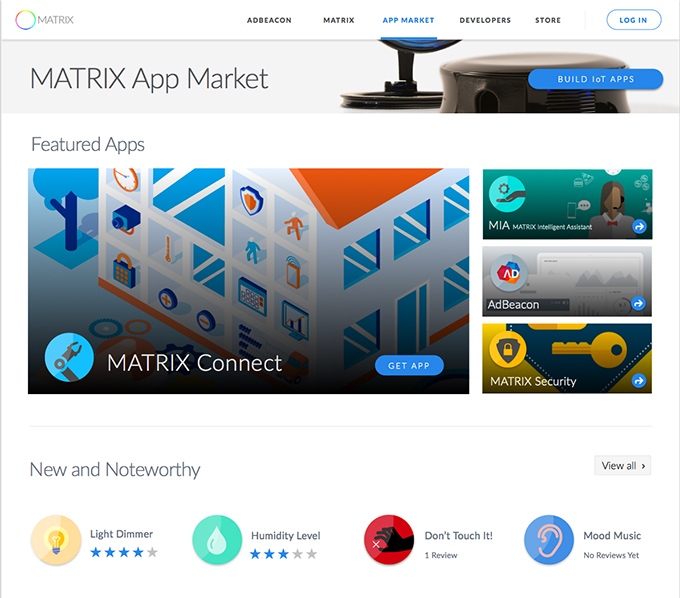 MATRIX
ADBEACON
MATRIX
APP MARKET
DEVELOPERS
STORE
LOG IN
MATRIX App Market
BUILD IoT APPS
Featured Apps
MATRIX Connect
GET APP
MIA MATRIX Intelligent Assistant
AD
AdBeacon
MATRIX Security
New and Noteworthy
View all ›
Light Dimmer
Humidity Level
Don't Touch It!
1 Review
Mood Music
No Reviews Yet